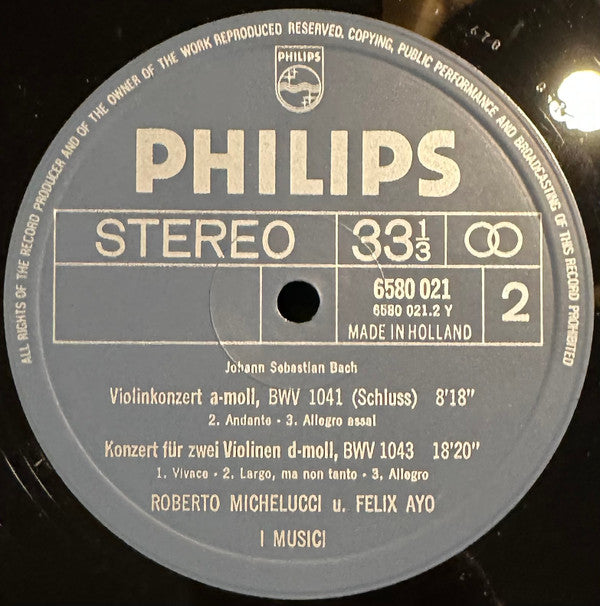 ALL RIGHTS OF THE RECORD PRODUCER AND OF THE OWNER OF THE WORK REPRODUCED RESERVED. COPYING, PUBLIC PERFORMANCE AND BROADCASTING OF THIS RECORD PROHIBITED
PHILIPS
PHILIPS
STEREO 33 1/3
6580 021
6580 021.2 Y
2
MADE IN HOLLAND
Johann Sebastian Bach
Violinkonzert a-moll, BWV 1041 (Schluss) 8'18"
2. Andante · 3. Allegro assai
Konzert für zwei Violinen d-moll, BWV 1043 18'20"
1. Vivace · 2. Largo, ma non tanto · 3, Allegro
ROBERTO MICHELUCCI u. FELIX AYO
I MUSICI